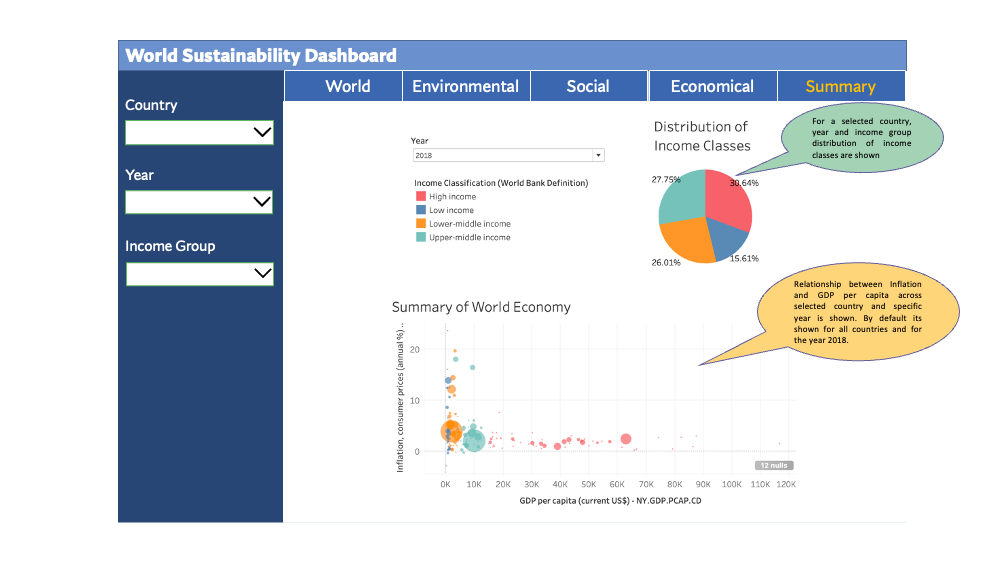 World Sustainability Dashboard
World Environmental Social Economical Summary
Country
Year
Income Group
Year
2018
Income Classification (World Bank Definition)
High income
Low income
Lower-middle income
Upper-middle income
Distribution of
Income Classes
27.75%
30.64%
26.01%
15.61%
For a selected country,
year and income group
distribution of income
classes are shown
Relationship between Inflation
and GDP per capita across
selected country and specific
year is shown. By default its
shown for all countries and for
the year 2018.
Summary of World Economy
Inflation, consumer prices (annual %) ..
20
10
0
12 nulls
0K 10K 20K 30K 40K 50K 60K 70K 80K 90K 100K 110K 120K
GDP per capita (current US$) - NY.GDP.PCAP.CD